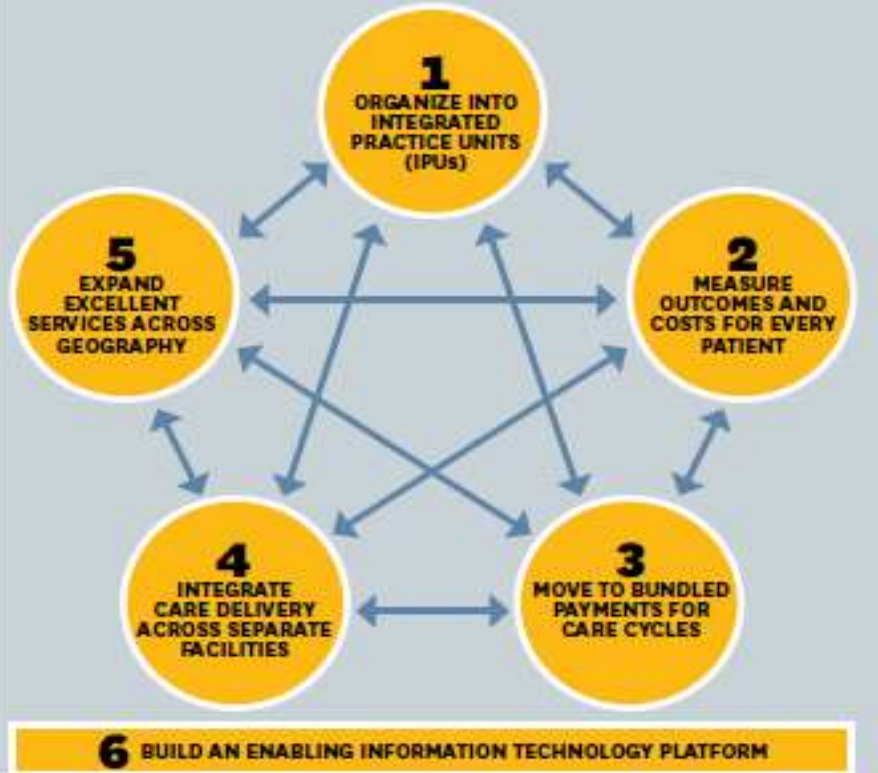 1
ORGANIZE INTO
INTEGRATED
PRACTICE UNITS
(IPUs)
2
MEASURE
OUTCOMES AND
COSTS FOR EVERY
PATIENT
3
MOVE TO BUNDLED
PAYMENTS FOR
CARE CYCLES
4
INTEGRATE
CARE DELIVERY
ACROSS SEPARATE
FACILITIES
5
EXPAND
EXCELLENT
SERVICES ACROSS
GEOGRAPHY
6 BUILD AN ENABLING INFORMATION TECHNOLOGY PLATFORM